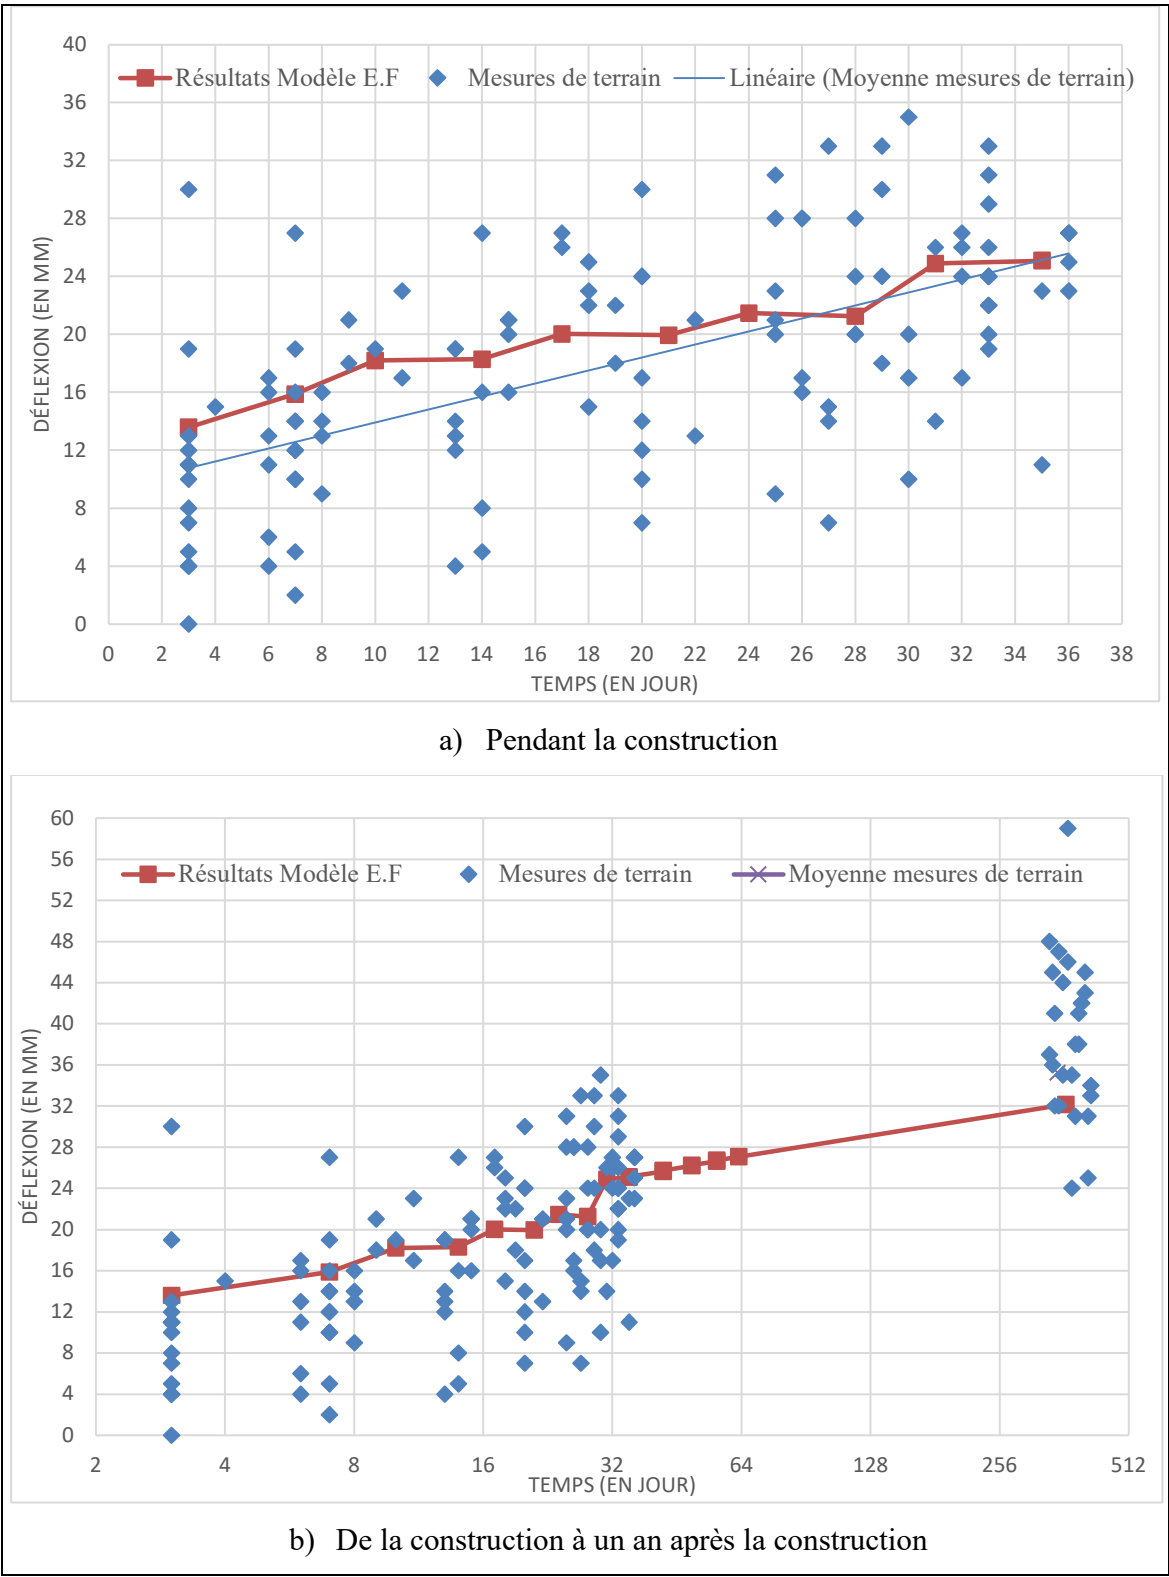 40
Résultats Modèle E.F
Mesures de terrain
Linéaire (Moyenne mesures de terrain)
36
32
28
24
20
16
12
8
4
0
DÉFLEXION (EN MM)
0 2 4 6 8 10 12 14 16 18 20 22 24 26 28 30 32 34 36 38
TEMPS (EN JOUR)
a) Pendant la construction
60
56
Résultats Modèle E.F
Mesures de terrain
Moyenne mesures de terrain
52
48
44
40
36
32
28
24
20
16
12
8
4
0
DÉFLEXION (EN MM)
2 4 8 16 32 64 128 256 512
TEMPS (EN JOUR)
b) De la construction à un an après la construction